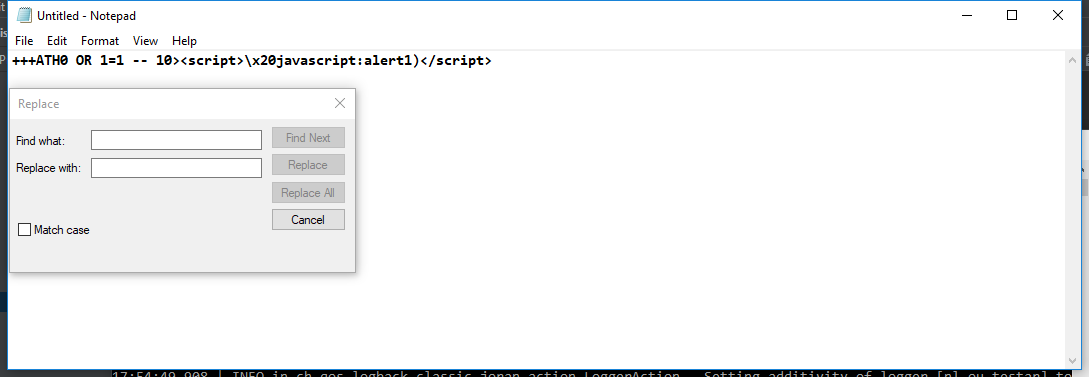 Untitled - Notepad
File Edit Format View Help
+++ATH0 OR 1=1 -- 10><script>\x20javascript:alert1)</script>
Replace
Find what:
Find Next
Replace with:
Replace
Replace All
Cancel
Match case
17:54:49.908 | INFO in ch.qos.logback.classic.joran.action.LoggerAction - Setting additivity of logger [nl.ou.testar] to